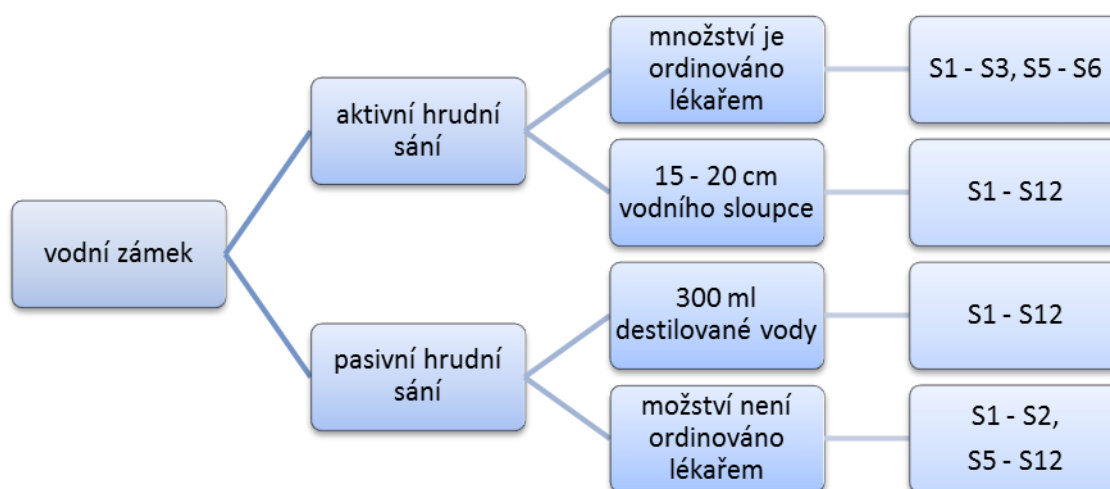 vodní zámek
aktivní hrudní
sání
množství je
ordinováno
lékařem
S1 - S3, S5 - S6
15 - 20 cm
vodního sloupce
S1 - S12
pasivní hrudní
sání
300 ml
destilované vody
S1 - S12
možství není
ordinováno
lékařem
S1 - S2,
S5 - S12